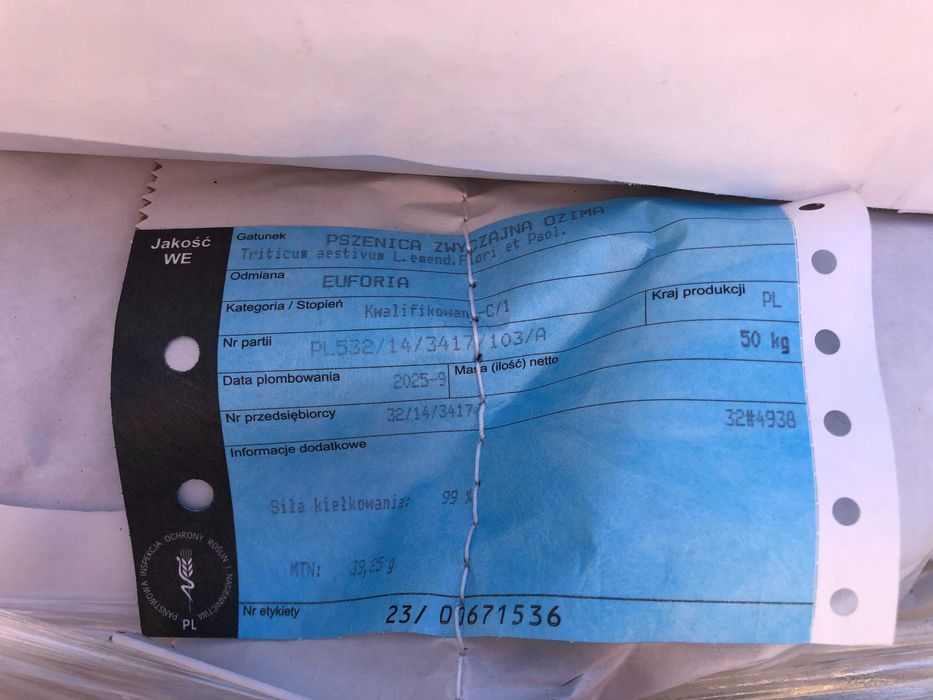 Jakość
WE
Gatunek PSZENICA ZWYCZAJNA OZIMA
Triticum aestivum L.emend.Fiori et Paol.
Odmiana
EUFORIA
Kategoria / Stopień Kwalifikowany-C/1
Kraj produkcji PL
Nr partii PL532/14/3417/103/A
50 kg
Data plombowania 2025-9
Masa (ilość) netto
Nr przedsiębiorcy 32/14/3417
32#4938
Informacje dodatkowe
Siła kiełkowania: 99 %
MTN: 39,25 g
Nr etykiety 23/ 00671536
PAŃSTWOWA INSPEKCJA OCHRONY ROŚLIN I NASIENNICTWA
PL